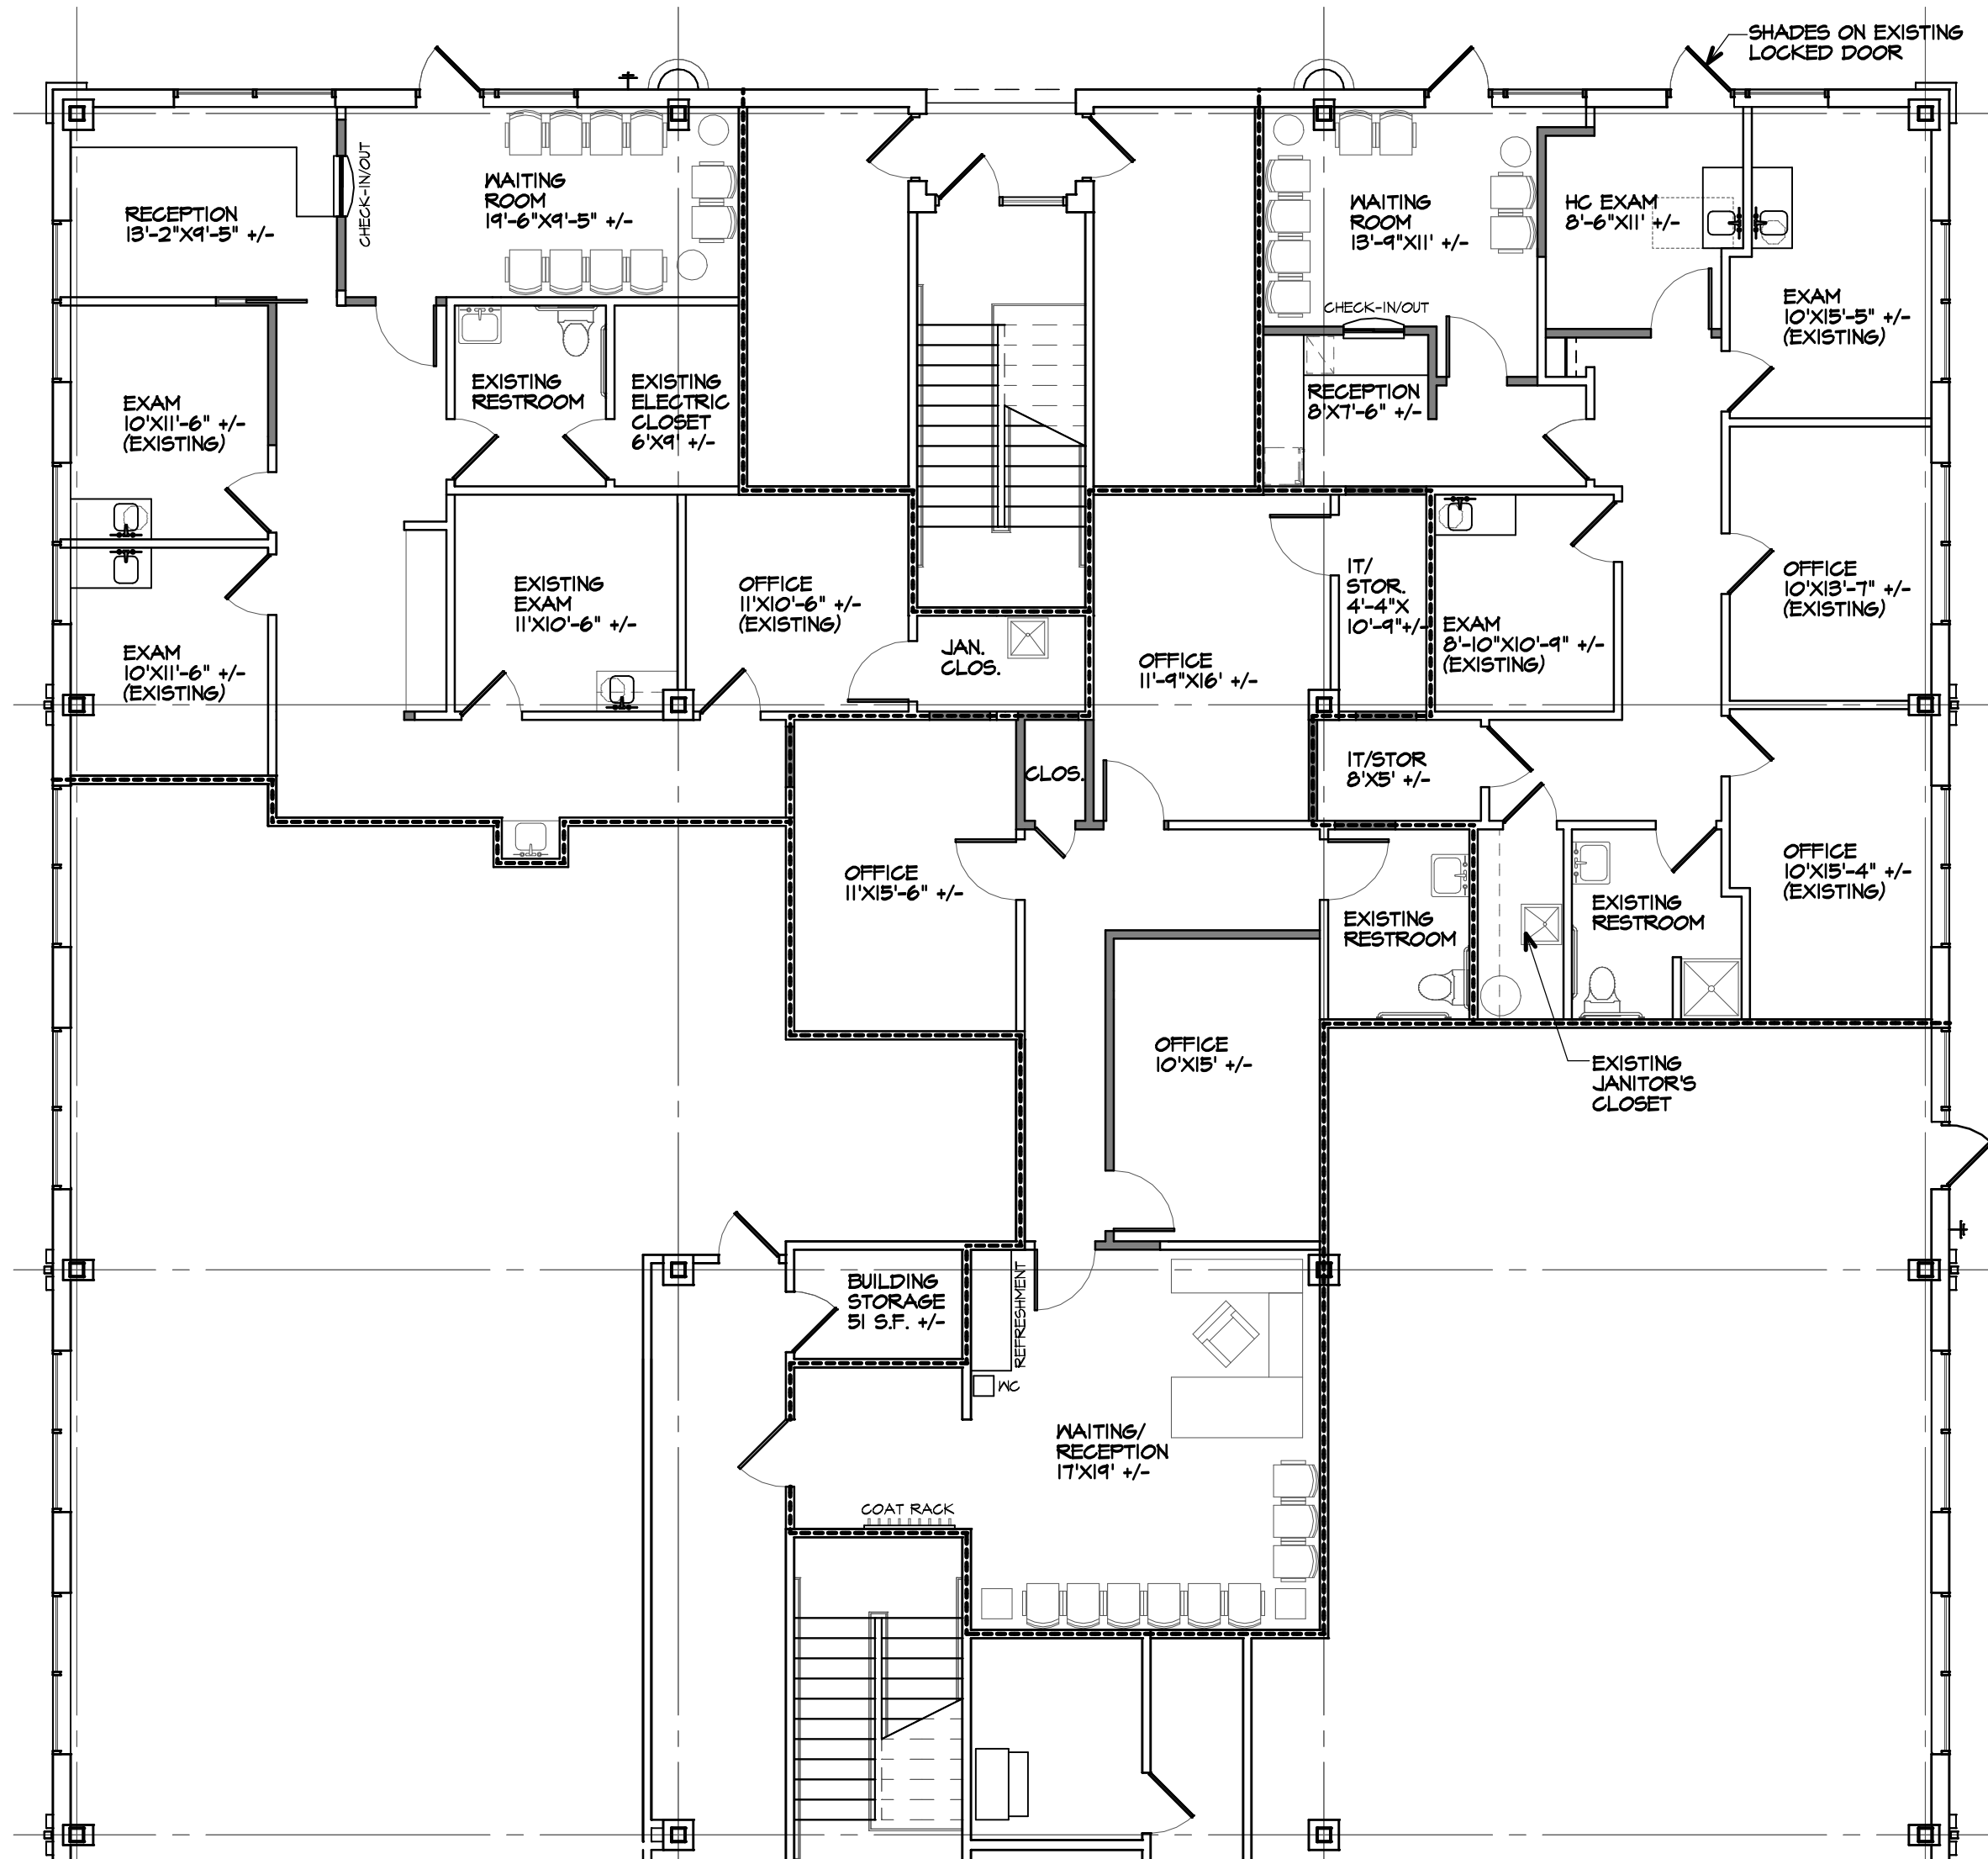 SHADES ON EXISTING
LOCKED DOOR
RECEPTION
13'-2"X9'-5" +/-
CHECK-IN/OUT
WAITING
ROOM
19'-6"X9'-5" +/-
WAITING
ROOM
13'-9"X11' +/-
HC EXAM
8'-6"X11' +/-
EXAM
10'X15'-5" +/-
(EXISTING)
CHECK-IN/OUT
RECEPTION
8'X7'-6" +/-
EXAM
10'X11'-6" +/-
(EXISTING)
EXISTING
RESTROOM
EXISTING
ELECTRIC
CLOSET
6'X9' +/-
EXISTING
EXAM
11'X10'-6" +/-
OFFICE
11'X10'-6" +/-
(EXISTING)
IT/
STOR.
4'-4"X
10'-9"+/-
EXAM
8'-10"X10'-9" +/-
(EXISTING)
OFFICE
10'X13'-7" +/-
(EXISTING)
EXAM
10'X11'-6" +/-
(EXISTING)
JAN.
CLOS.
OFFICE
11'-9"X16' +/-
CLOS.
IT/STOR
8'X5' +/-
OFFICE
11'X15'-6" +/-
EXISTING
RESTROOM
EXISTING
RESTROOM
OFFICE
10'X15'-4" +/-
(EXISTING)
OFFICE
10'X15' +/-
EXISTING
JANITOR'S
CLOSET
BUILDING
STORAGE
51 S.F. +/-
REFRESHMENT
WC
WAITING/
RECEPTION
17'X19' +/-
COAT RACK